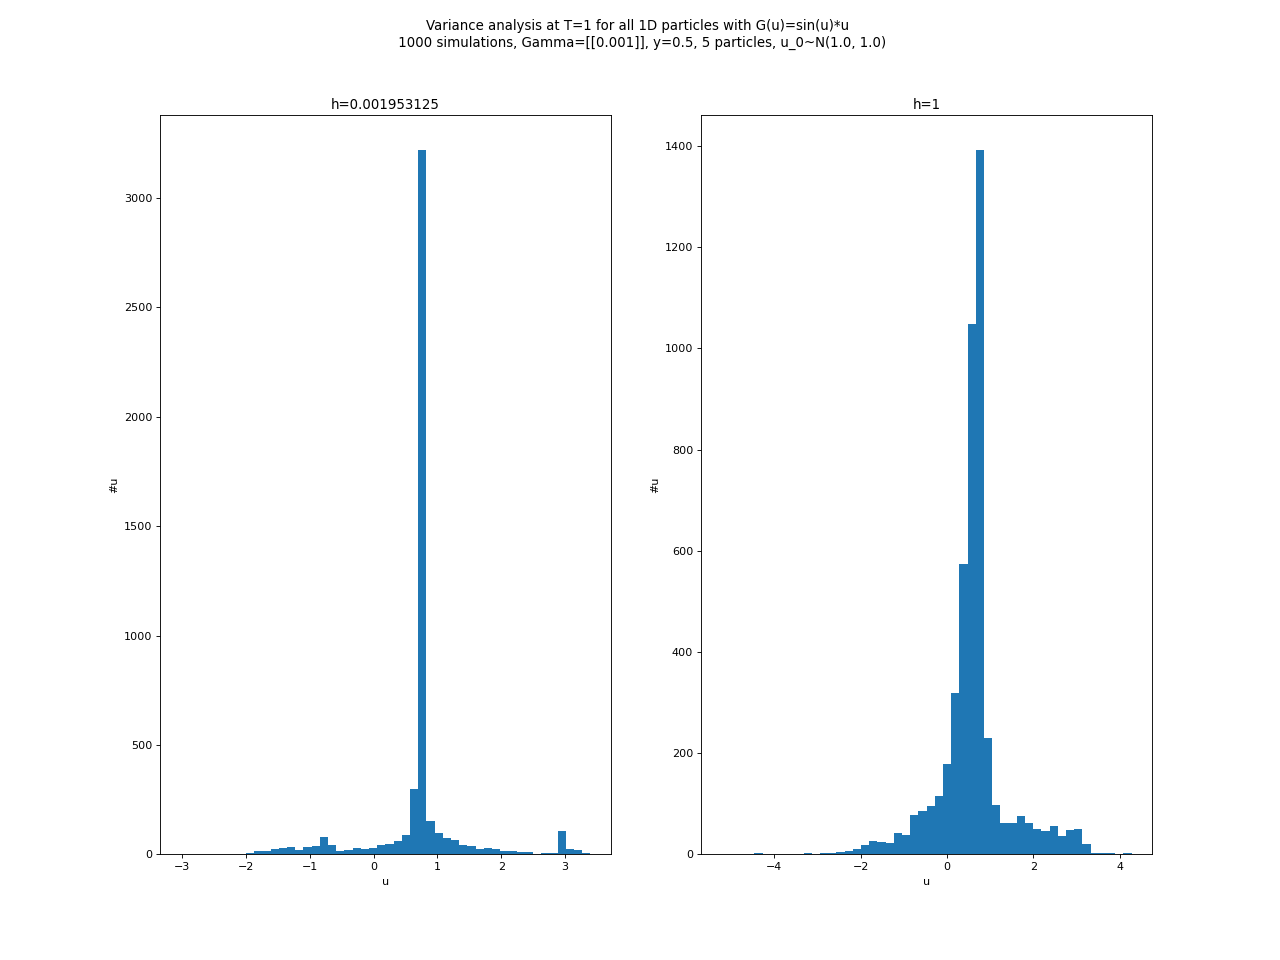 Variance analysis at T=1 for all 1D particles with G(u)=sin(u)*u
1000 simulations, Gamma=[[0.001]], y=0.5, 5 particles, u_0~N(1.0, 1.0)
h=0.001953125
3000
2500
2000
1500
1000
500
0
#u
−3 −2 −1 0 1 2 3
u
h=1
1400
1200
1000
800
600
400
200
0
#u
−4 −2 0 2 4
u